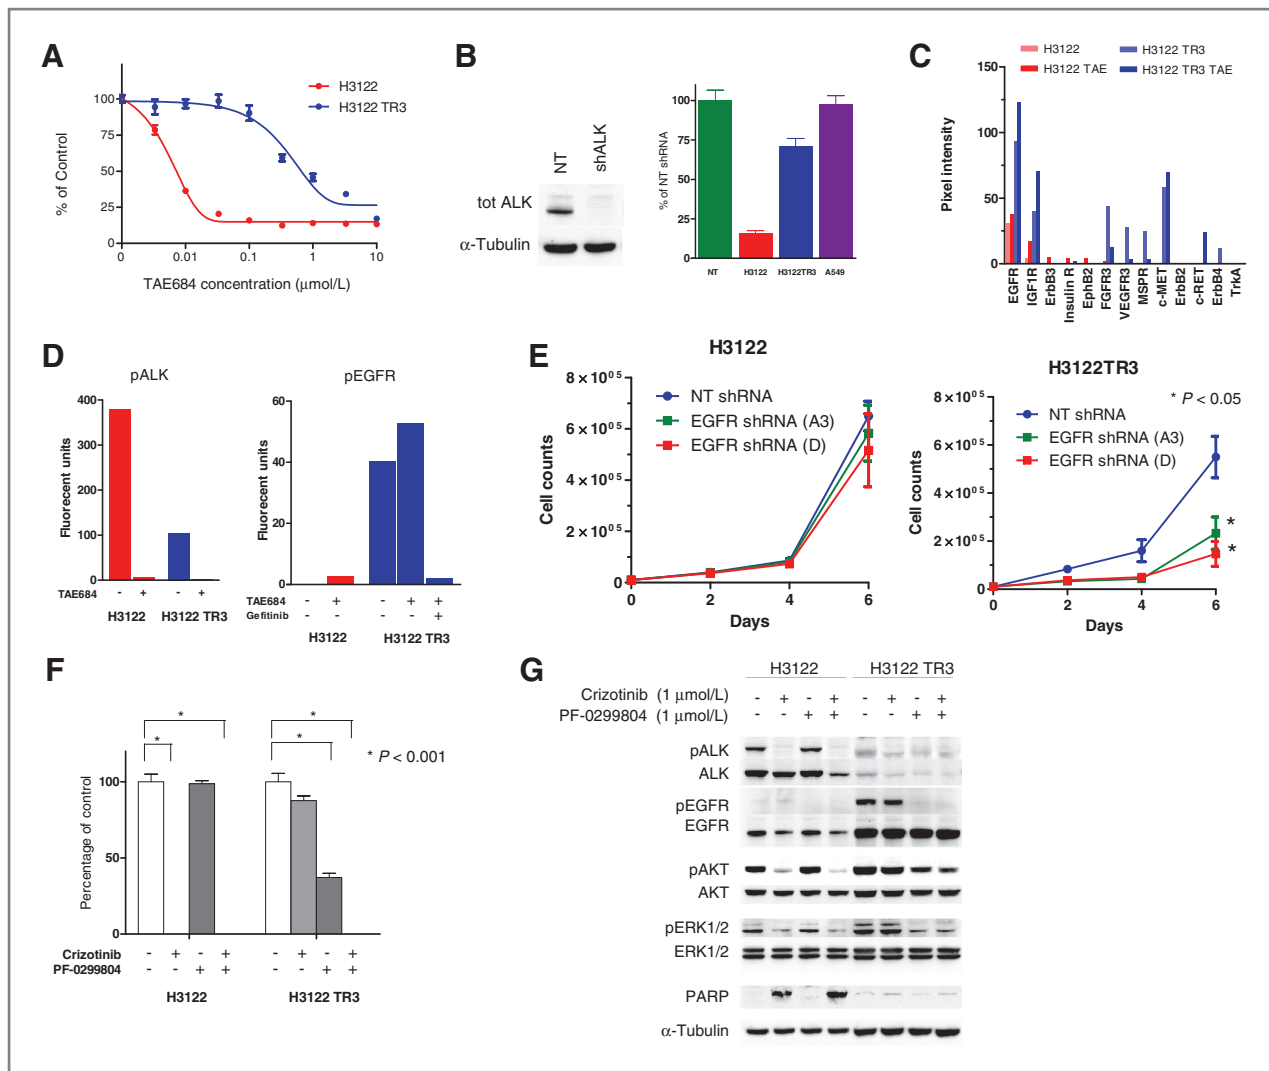 A
% of Control
100
75
50
25
0
0
0.01
0.1
1
10
TAE684 concentration (μmol/L)
H3122
H3122 TR3
B
NT
shALK
tot ALK
α-Tubulin
% of NT shRNA
100
75
50
25
0
NT
H3122
H3122TR3
A549
C
H3122
H3122 TR3
H3122 TAE
H3122 TR3 TAE
Pixel intensity
150
100
50
0
EGFR
IGF1R
ErbB3
Insulin R
EphB2
FGFR3
VEGFR3
MSPR
c-MET
ErbB2
c-RET
ErbB4
TrkA
D
pALK
Fluorecent units
400
300
200
100
0
TAE684
- + - +
H3122 H3122 TR3
pEGFR
Fluorecent units
60
40
20
0
TAE684 - + - + +
Gefitinib - - - - +
H3122
H3122 TR3
E
H3122
Cell counts
8 × 10⁰⁵
6 × 10⁰⁵
4 × 10⁰⁵
2 × 10⁰⁵
0
0 2 4 6
Days
NT shRNA
EGFR shRNA (A3)
EGFR shRNA (D)
H3122TR3
* P < 0.05
Cell counts
8 × 10⁰⁵
6 × 10⁰⁵
4 × 10⁰⁵
2 × 10⁰⁵
0
NT shRNA
EGFR shRNA (A3)
EGFR shRNA (D)
*
*
0 2 4 6
Days
F
* * * *
* P < 0.001
Percentage of control
100
50
0
Crizotinib - + - + - + - +
PF-0299804 - - + + - - + +
H3122
H3122 TR3
G
H3122
H3122 TR3
Crizotinib (1 μmol/L) - + - + - + - +
PF-0299804 (1 μmol/L) - - + + - - + +
pALK
ALK
pEGFR
EGFR
pAKT
AKT
pERK1/2
ERK1/2
PARP
α-Tubulin